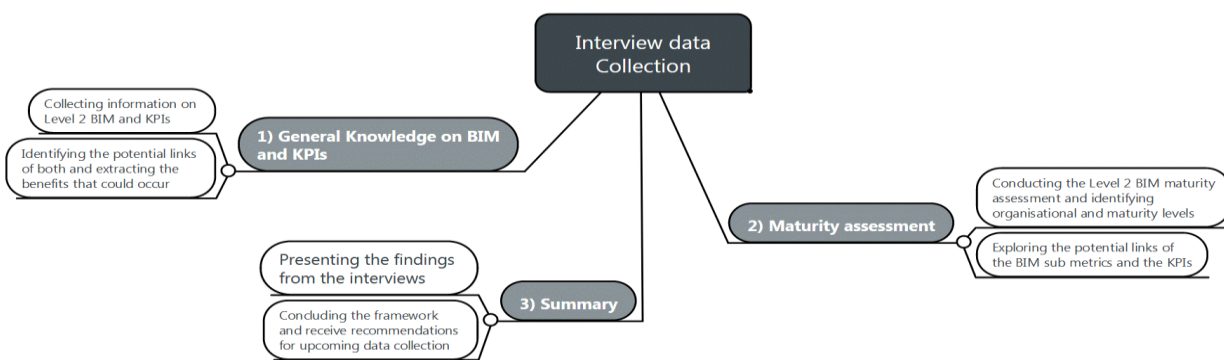 Interview data
Collection
1) General Knowledge on BIM
and KPIs
Collecting information on
Level 2 BIM and KPIs
Identifying the potential links
of both and extracting the
benefits that could occur
2) Maturity assessment
Conducting the Level 2 BIM maturity
assessment and identifying
organisational and maturity levels
Exploring the potential links of
the BIM sub metrics and the KPIs
3) Summary
Presenting the findings
from the interviews
Concluding the framework
and receive recommendations
for upcoming data collection